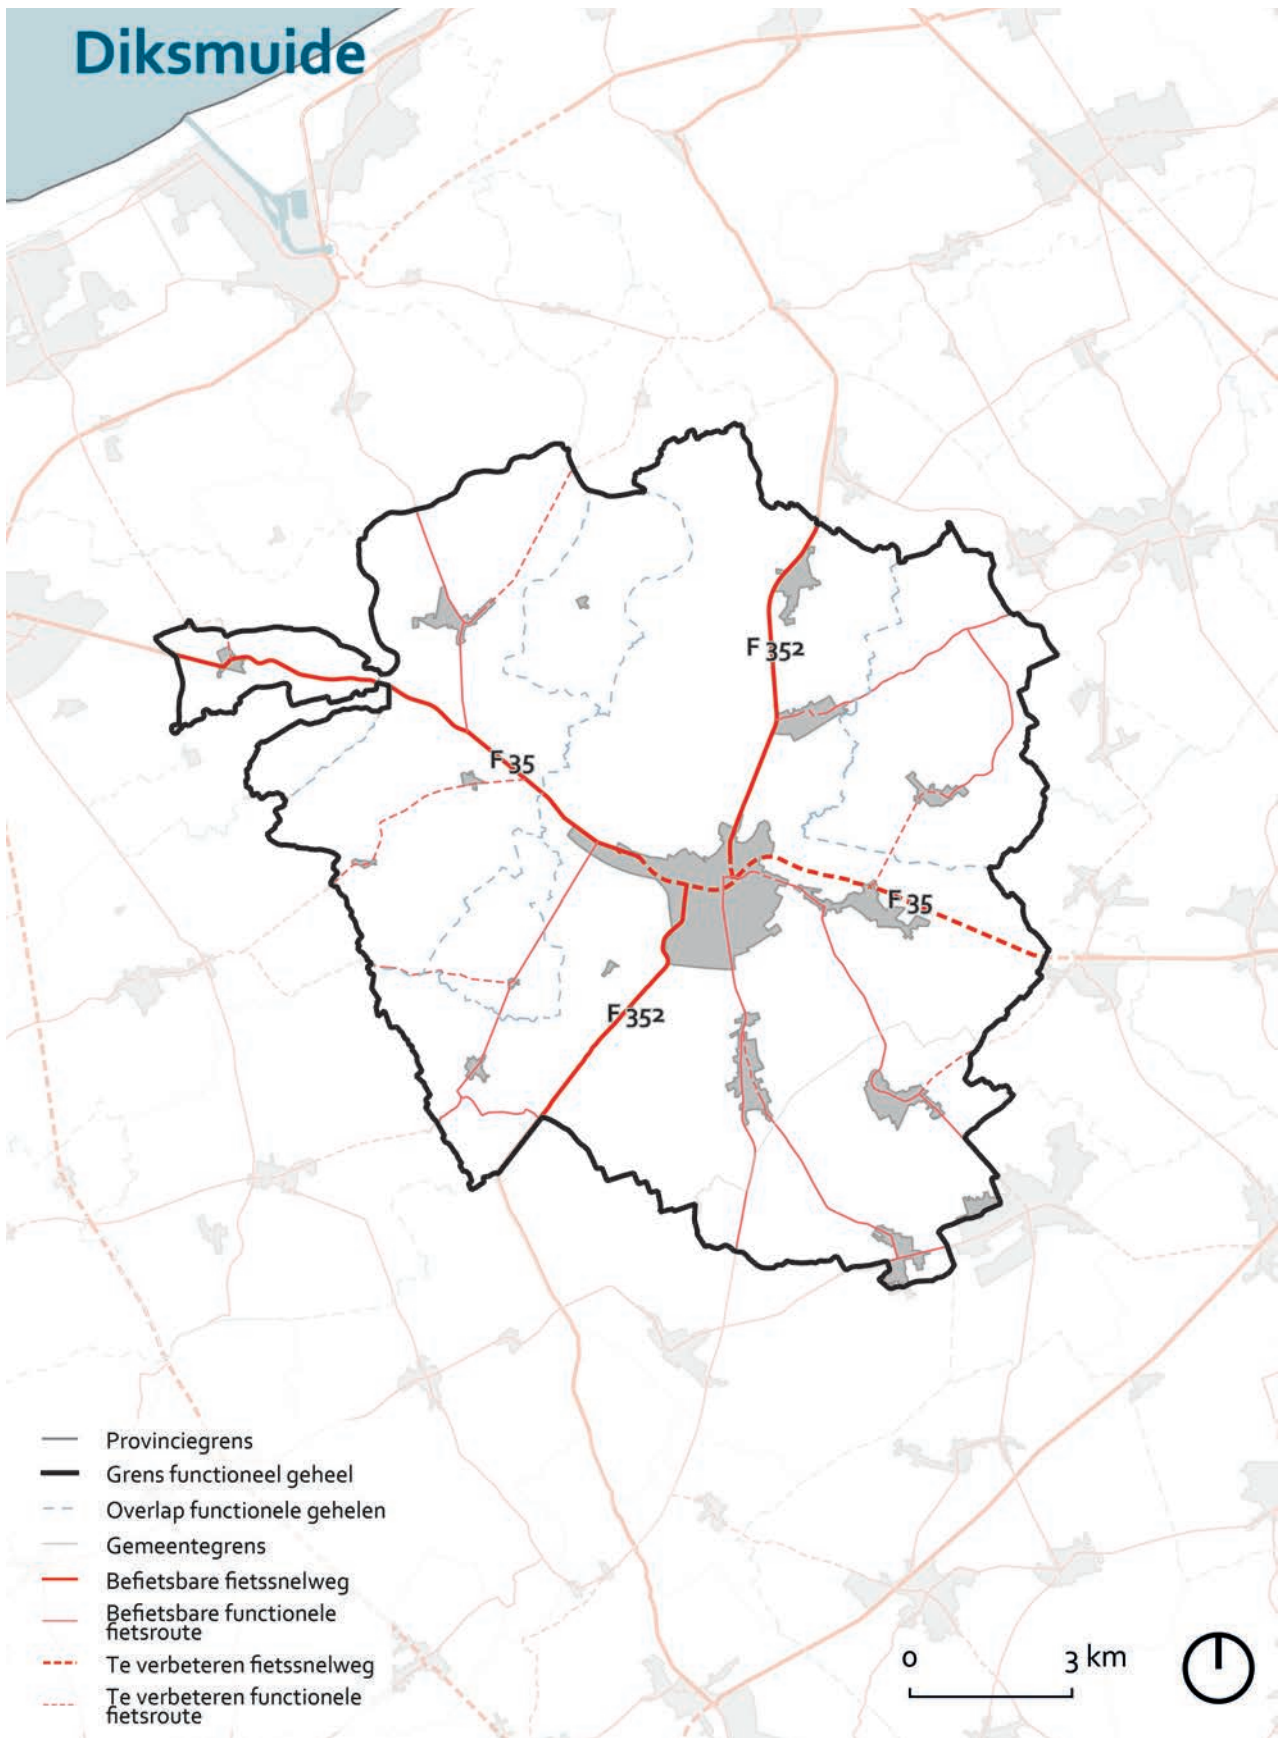 Diksmuide
F 352
F 35
F 35
F 352
Provinciegrens
Grens functioneel geheel
Overlap functionele gehelen
Gemeentegrens
Befietsbare fietssnelweg
Befietsbare functionele
fietsroute
Te verbeteren fietssnelweg
Te verbeteren functionele
fietsroute
0 3 km